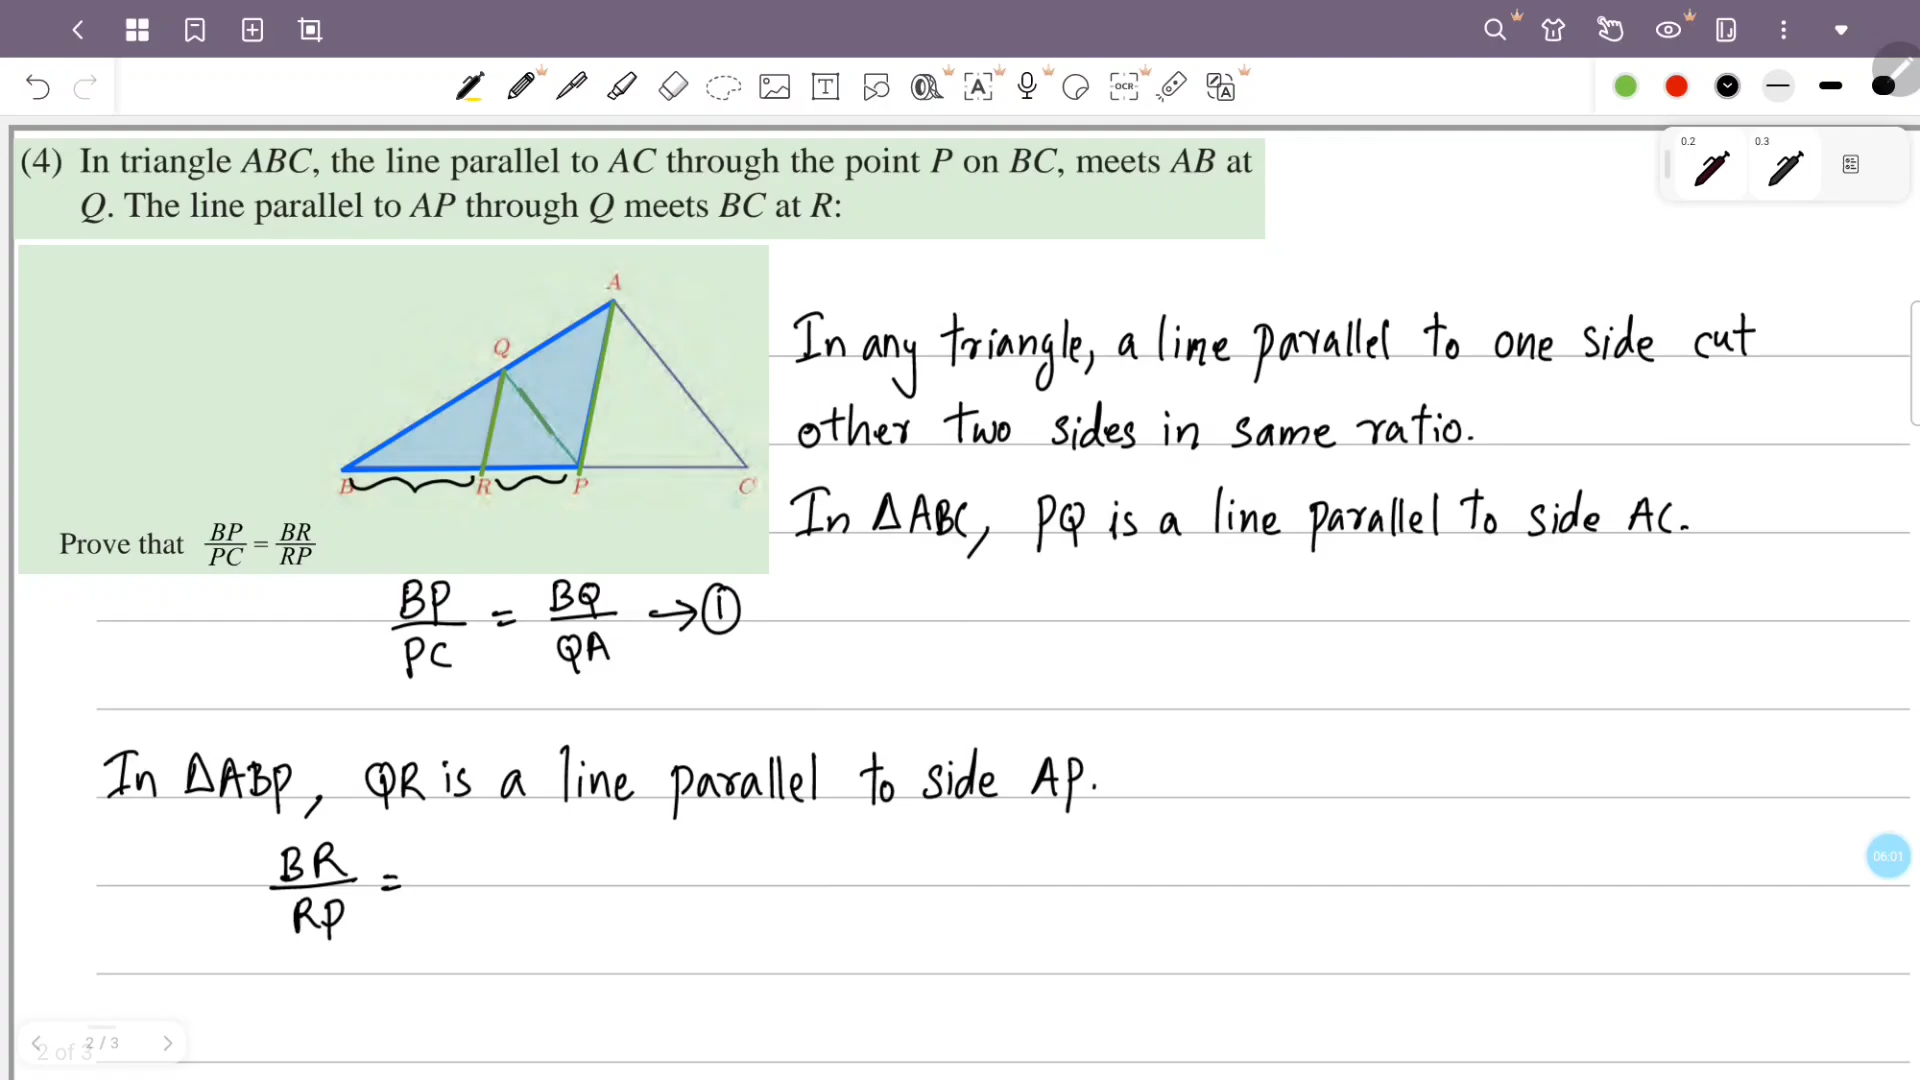 0.2
0.3
OCR
(4) In triangle ABC, the line parallel to AC through the point P on BC, meets AB at
Q. The line parallel to AP through Q meets BC at R:
A
Q
B
R
P
C
Prove that BP/PC = BR/RP
In any triangle, a line parallel to one side cut
other two sides in same ratio.
In ΔABC, PQ is a line parallel to side AC.
BP/PC = BQ/QA → ①
In ΔABP, QR is a line parallel to side AP.
BR/RP =
06:01
2 / 3
2 of 3